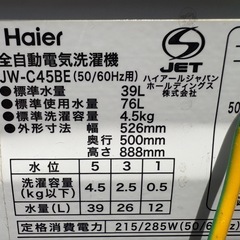 Haier
全自動電気洗濯機
JW-C45BE(50/60Hz用)
S JET
ハイアールジャパン
ホールディングス
株式会社
●標準水量 39L
●標準使用水量 76L
●標準洗濯容量 4.5kg
●外形寸法 幅 526mm
奥行 500mm
高さ 888mm
水位 5 3 1
洗濯容量(kg以下) 4.5 2.5 0.5
水量(L) 39 26 12
定格消費電力 215/285W(50/60